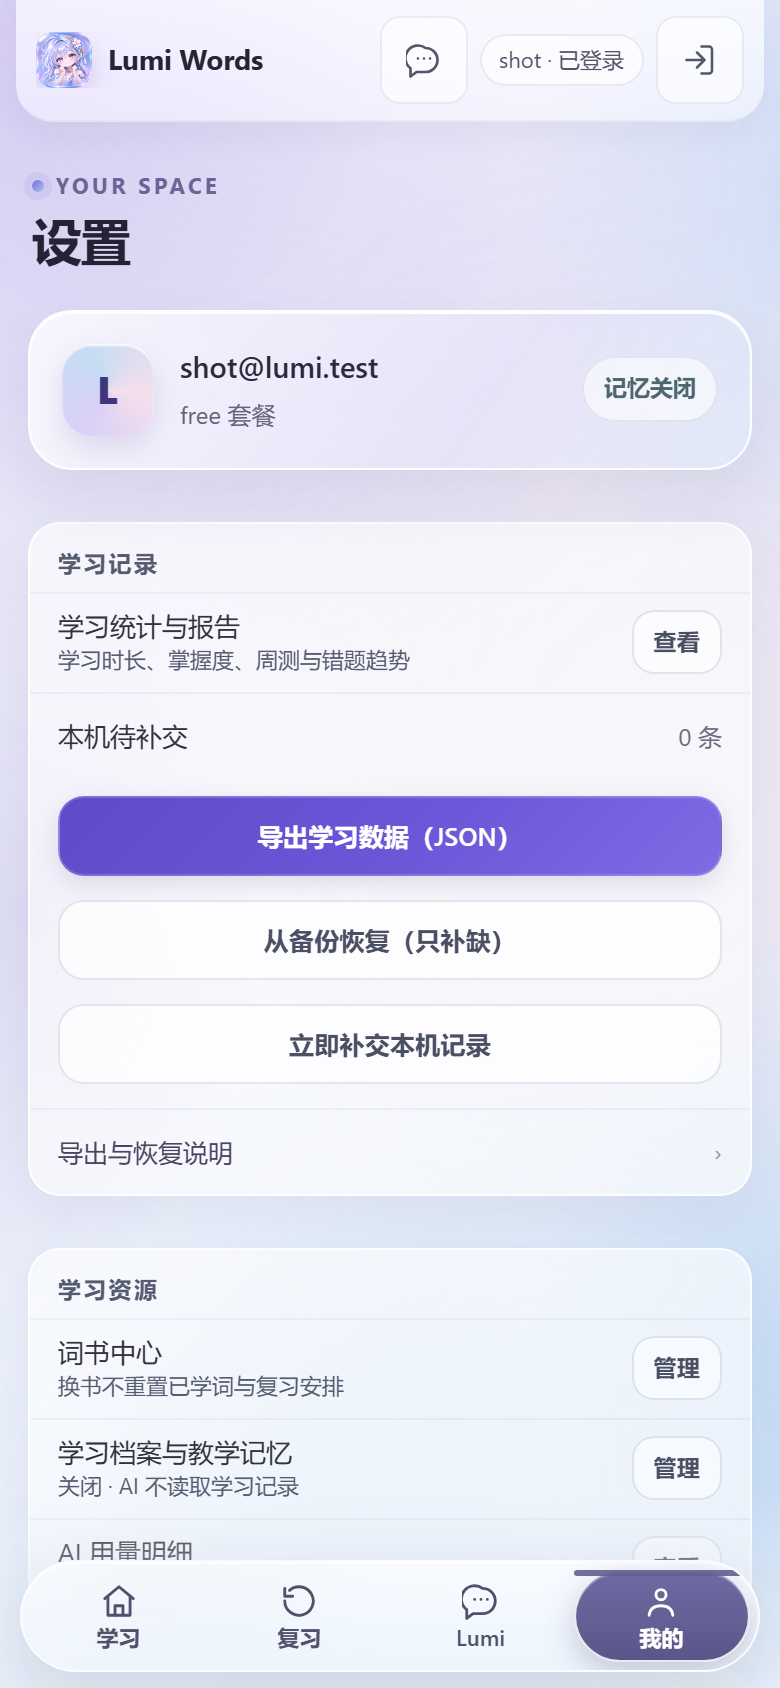 Lumi Words
shot · 已登录
YOUR SPACE
设置
L
shot@lumi.test
free 套餐
记忆关闭
学习记录
学习统计与报告
学习时长、掌握度、周测与错题趋势
查看
本机待补交
0 条
导出学习数据（JSON）
从备份恢复（只补缺）
立即补交本机记录
导出与恢复说明
›
学习资源
词书中心
换书不重置已学词与复习安排
管理
学习档案与教学记忆
关闭 · AI 不读取学习记录
管理
AI 用量明细
学习
复习
Lumi
我的